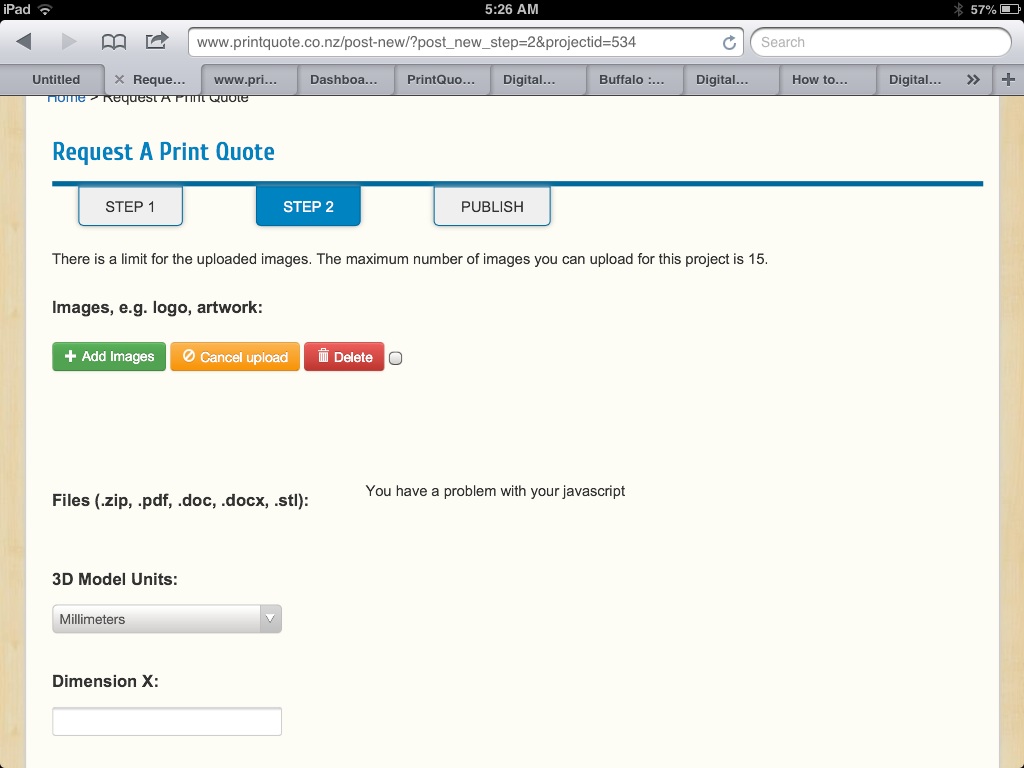 iPad 5:26 AM 57%
www.printquote.co.nz/post-new/?post_new_step=2&projectid=534 Search
Untitled Reque... www.pri... Dashboa... PrintQuo... Digital... Buffalo :... Digital... How to... Digital...
Home > Request A Print Quote
Request A Print Quote
STEP 1 STEP 2 PUBLISH
There is a limit for the uploaded images. The maximum number of images you can upload for this project is 15.
Images, e.g. logo, artwork:
Add Images Cancel upload Delete
Files (.zip, .pdf, .doc, .docx, .stl): You have a problem with your javascript
3D Model Units:
Millimeters
Dimension X: